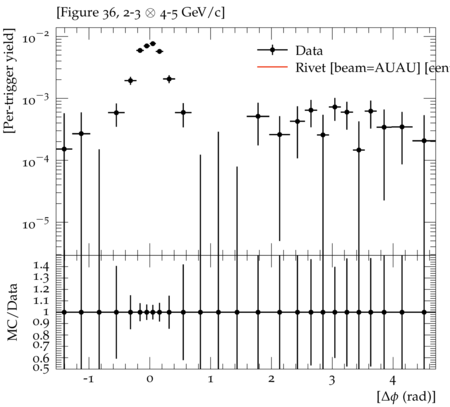 [Figure 36, 2-3 ⊗ 4-5 GeV/c]
[Per-trigger yield]
10⁻²
10⁻³
10⁻⁴
10⁻⁵
Data
Rivet [beam=AUAU] [cen
MC/Data
1.4
1.3
1.2
1.1
1
0.9
0.8
0.7
0.6
0.5
-1 0 1 2 3 4
[Δϕ (rad)]